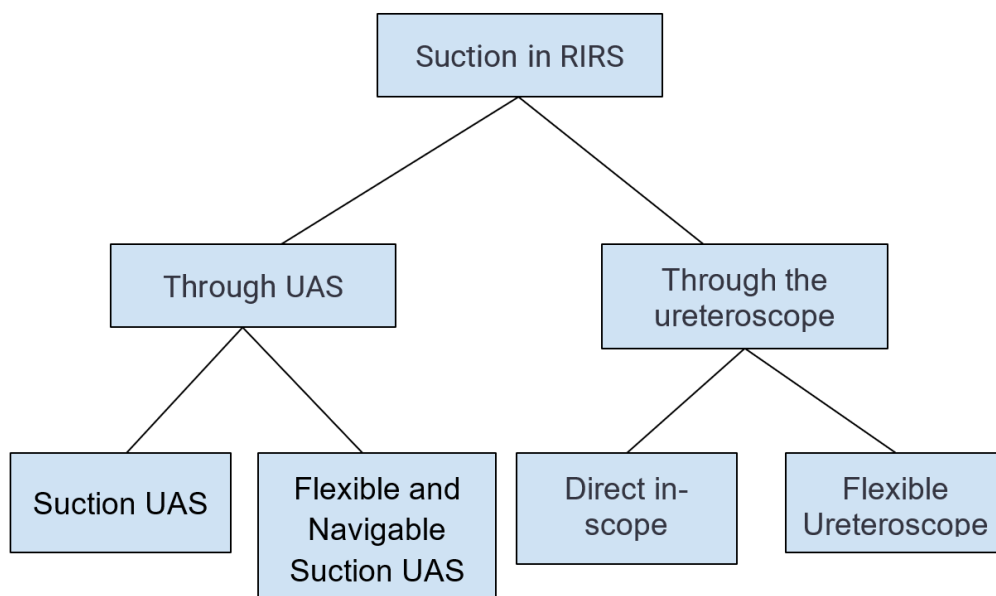 Suction in RIRS
Through UAS
Through the
ureteroscope
Suction UAS
Flexible and
Navigable
Suction UAS
Direct in-
scope
Flexible
Ureteroscope